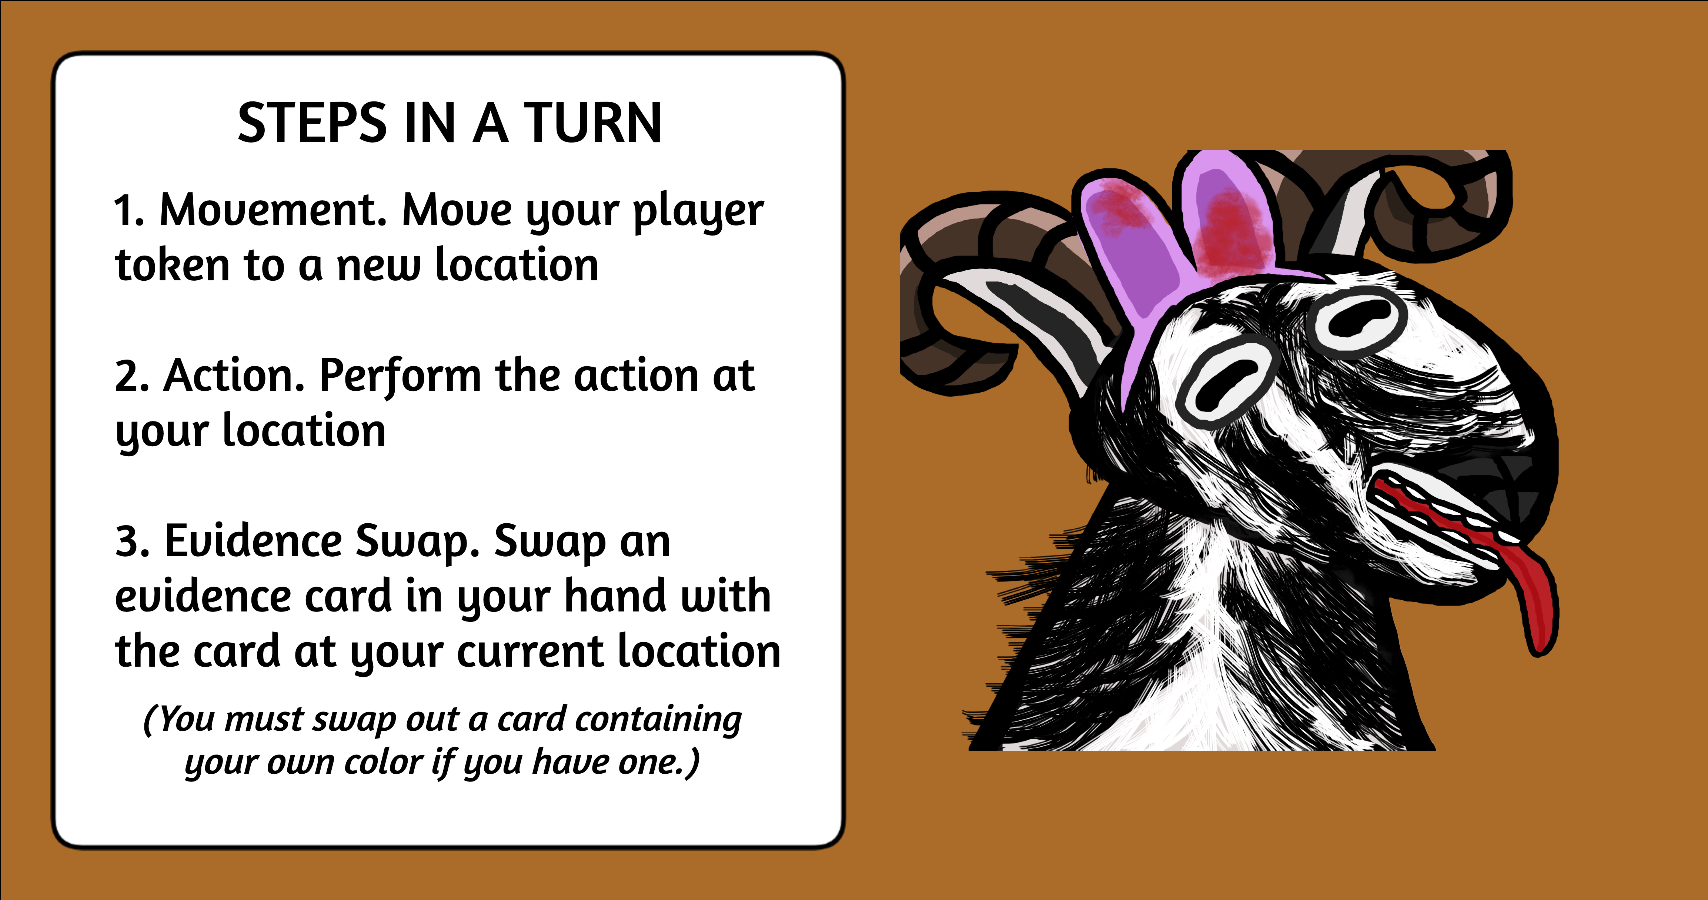 STEPS IN A TURN
1. Movement. Move your player
token to a new location
2. Action. Perform the action at
your location
3. Evidence Swap. Swap an
evidence card in your hand with
the card at your current location
(You must swap out a card containing
your own color if you have one.)